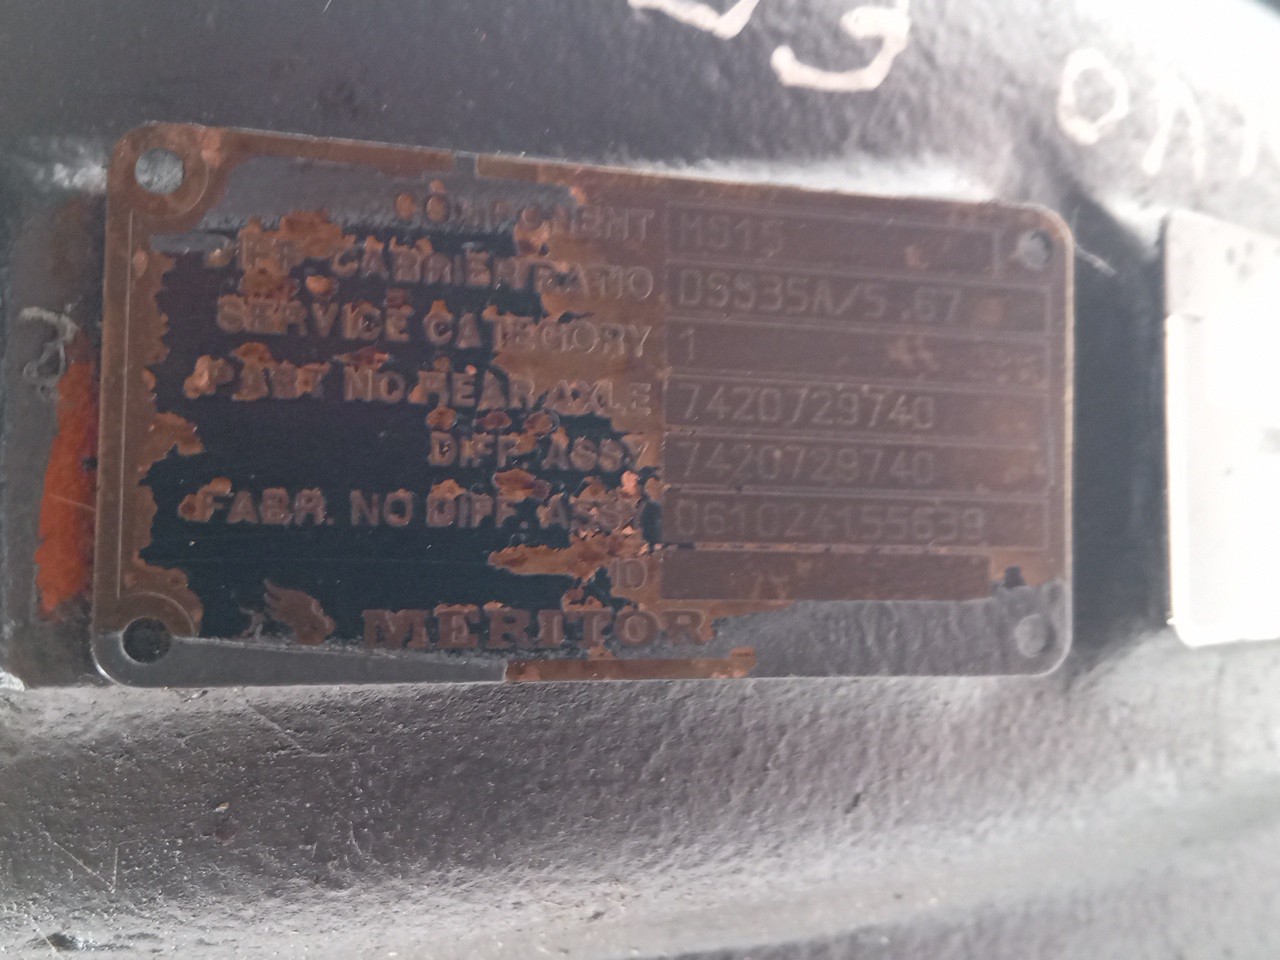 COMPONENT MS15
DIFF. CARRIER RATIO DS535A/5.67
SERVICE CATEGORY 1
PART NO REAR AXLE 7420729740
DIFF. ASSY 7420729740
FABR. NO DIFF. ASSY 061024155639
ID
MERITOR